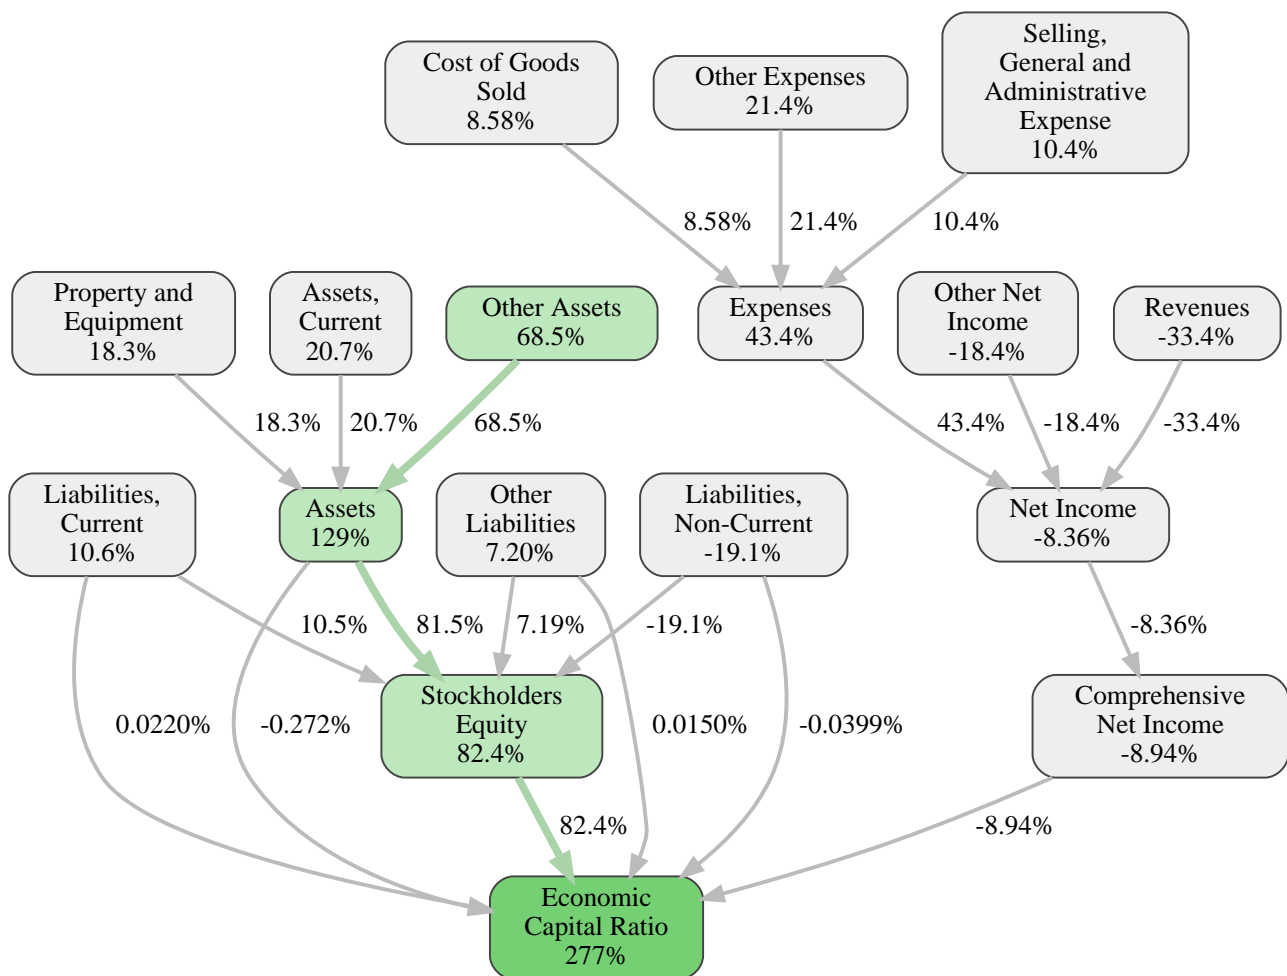 Cost of Goods
Sold
8.58%
Other Expenses
21.4%
Selling,
General and
Administrative
Expense
10.4%
8.58%
21.4%
10.4%
Property and
Equipment
18.3%
Assets,
Current
20.7%
Other Assets
68.5%
Expenses
43.4%
Other Net
Income
-18.4%
Revenues
-33.4%
18.3%
20.7%
68.5%
43.4%
-18.4%
-33.4%
Liabilities,
Current
10.6%
Assets
129%
Other
Liabilities
7.20%
Liabilities,
Non-Current
-19.1%
Net Income
-8.36%
10.5%
81.5%
7.19%
-19.1%
-8.36%
0.0220%
-0.272%
Stockholders
Equity
82.4%
0.0150%
-0.0399%
Comprehensive
Net Income
-8.94%
82.4%
-8.94%
Economic
Capital Ratio
277%